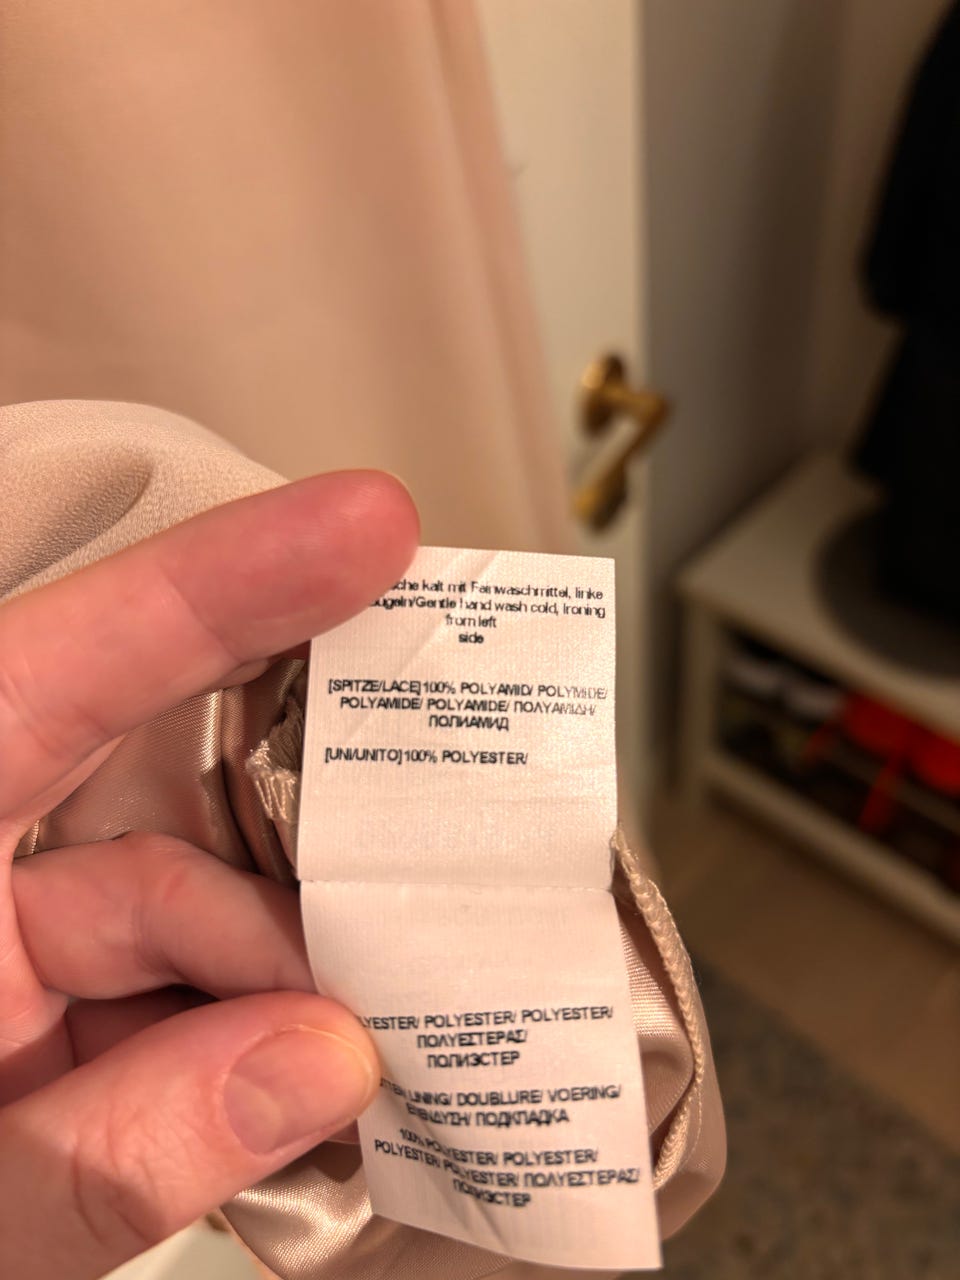 kalt mit Feinwaschmittel, linke
bügeln/Gentle hand wash cold, Ironing
from left
side
[SPITZE/LACE]100% POLYAMID/ POLYMIDE/
POLYAMIDE/ POLYAMIDE/ ΠΟΛΥΑΜΙΔΗ/
ПОЛИАМИД
[UNI/UNITO]100% POLYESTER/
POLYESTER/ POLYESTER/
ΠΟΛΥΕΣΤΕΡΑΣ/
ПОЛИЭСТЕР
LINING/ DOUBLURE/ VOERING/
ΕΠΕΝΔΥΣΗ/ ПОДКЛАДКА
100% POLYESTER/ POLYESTER/
POLYESTER/ POLYESTER/ ΠΟΛΥΕΣΤΕΡΑΣ/
ПОЛИЭСТЕР